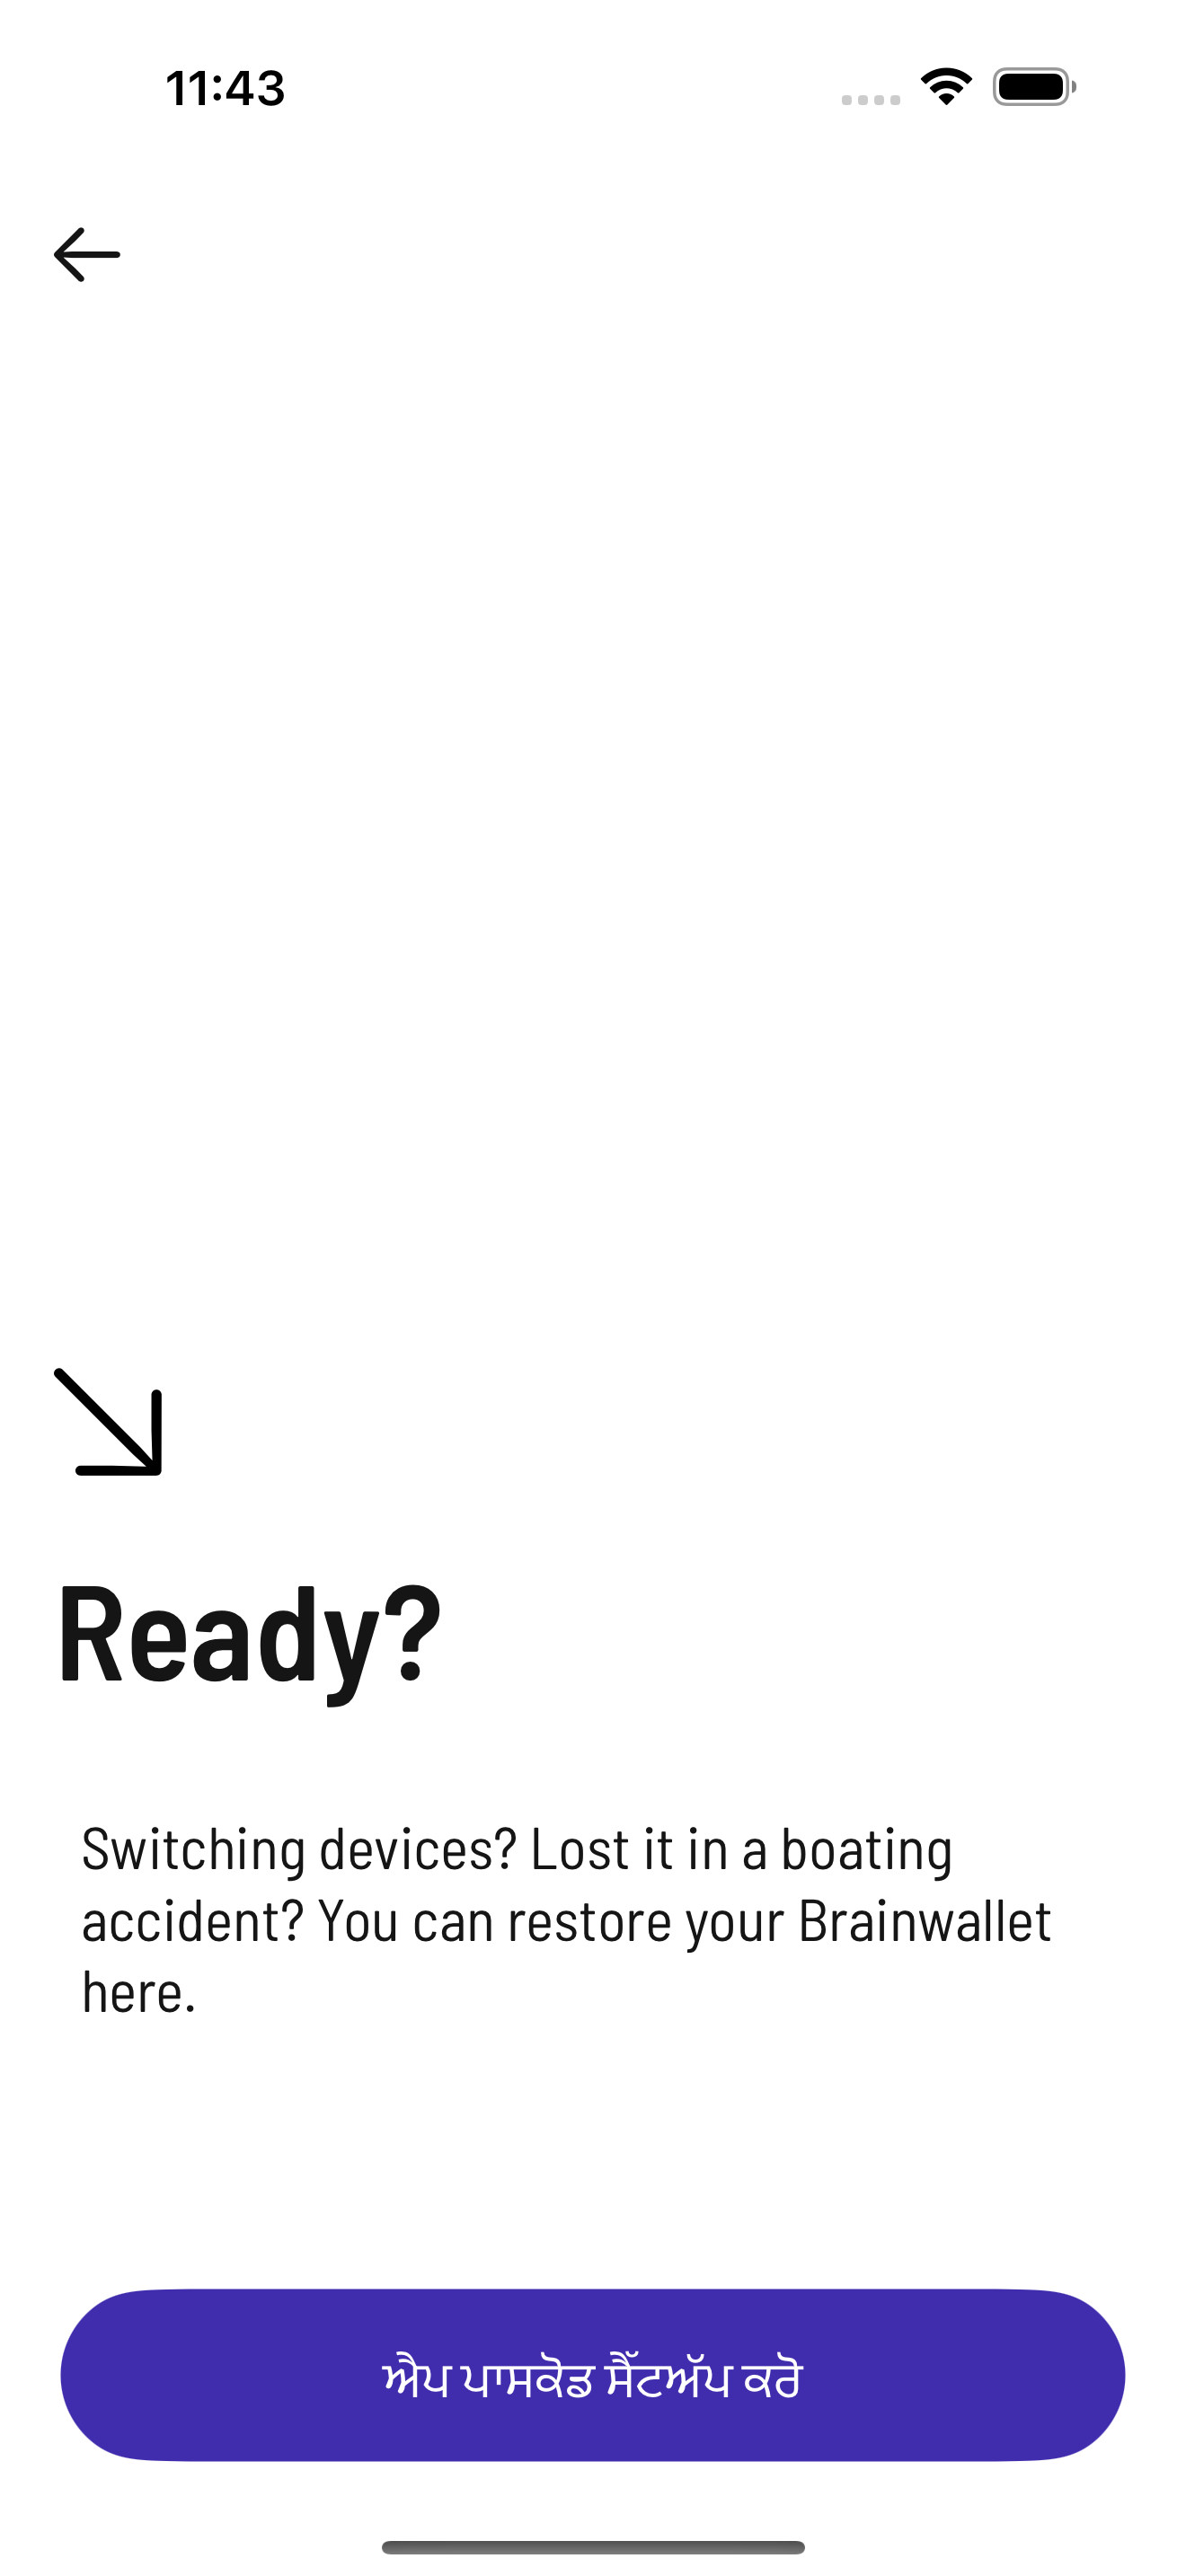 11:43
Ready?
Switching devices? Lost it in a boating
accident? You can restore your Brainwallet
here.
ਐਪ ਪਾਸਕੋਡ ਸੈੱਟਅੱਪ ਕਰੋ